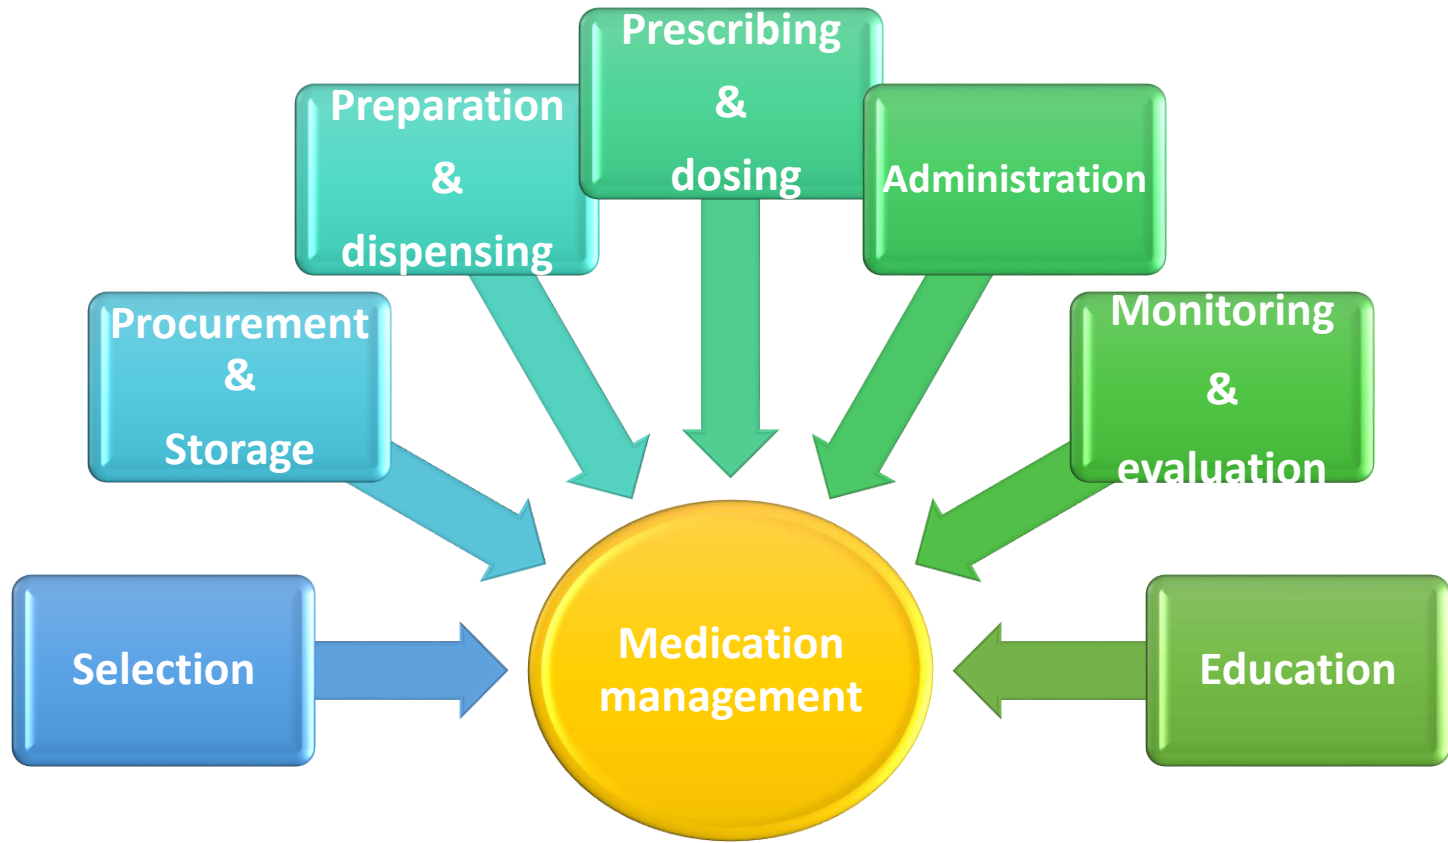 Prescribing
&
dosing
Preparation
&
dispensing
Administration
Procurement
&
Storage
Monitoring
&
evaluation
Selection
Medication
management
Education